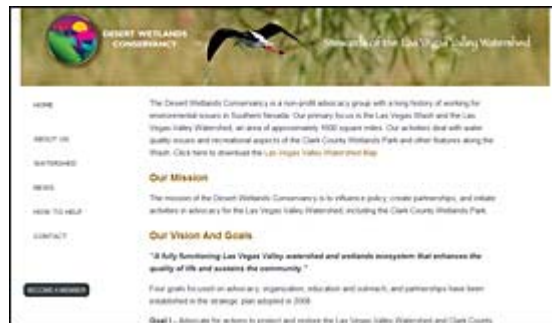 DESERT WETLANDS
CONSERVANCY
Stewards of the Las Vegas Valley Watershed
HOME
ABOUT US
WATERSHED
NEWS
HOW TO HELP
CONTACT
BECOME A MEMBER
The Desert Wetlands Conservancy is a non-profit advocacy group with a long history of working for
environmental issues in Southern Nevada. Our primary focus is the Las Vegas Wash and the Las
Vegas Valley Watershed, an area of approximately 1600 square miles. Our activities deal with water
quality issues and recreational aspects of the Clark County Wetlands Park and other features along the
Wash. Click here to download the Las Vegas Valley Watershed Map
Our Mission
The mission of the Desert Wetlands Conservancy is to influence policy, create partnerships, and initiate
activities in advocacy for the Las Vegas Valley Watershed, including the Clark County Wetlands Park.
Our Vision And Goals
"A fully functioning Las Vegas Valley watershed and wetlands ecosystem that enhances the
quality of life and sustains the community."
Four goals focused on advocacy, organization, education and outreach, and partnerships have been
established in the strategic plan adopted in 2008.
Goal I - Advocate for actions to protect and restore the Las Vegas Valley Watershed and Clark County